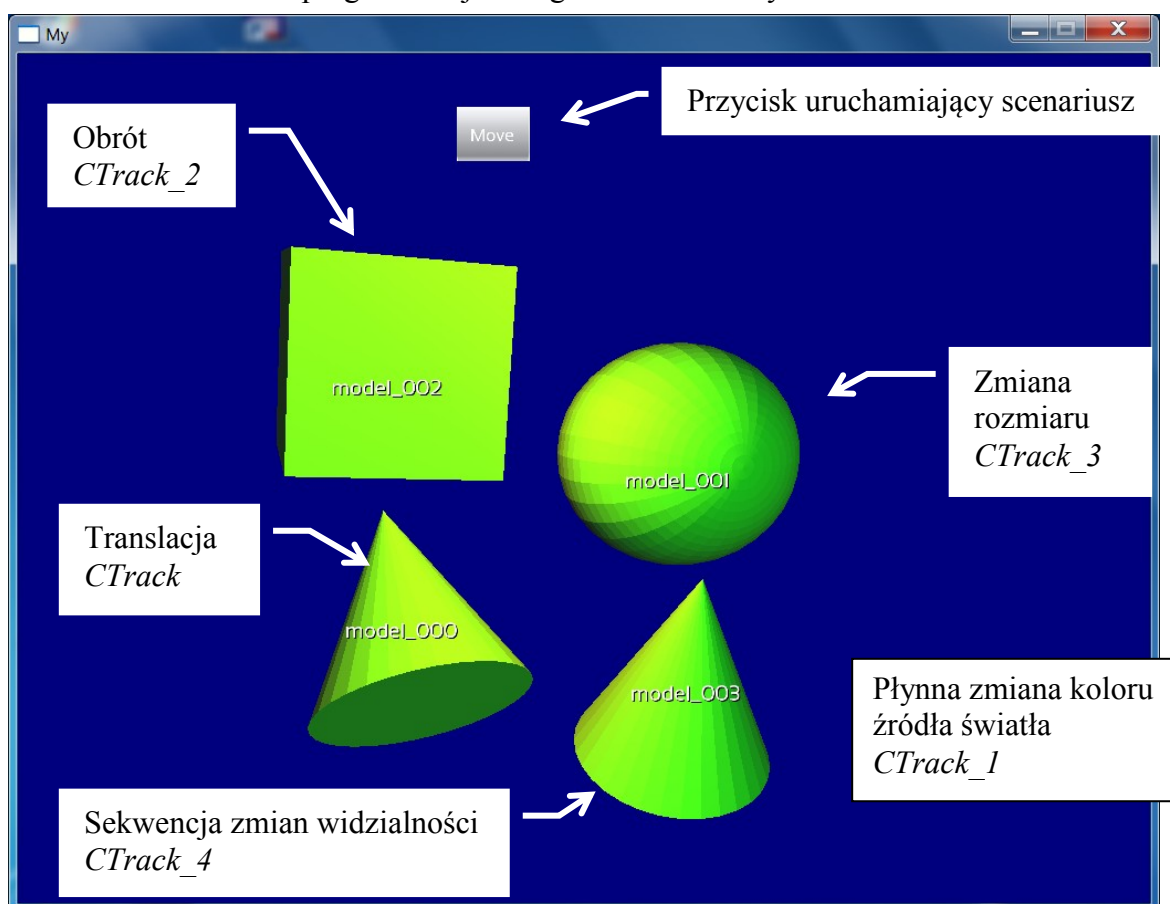 My
Przycisk uruchamiający scenariusz
Move
Obrót
CTrack_2
model_002
Zmiana
rozmiaru
CTrack_3
model_001
Translacja
CTrack
model_000
model_003
Płynna zmiana koloru
źródła światła
CTrack_1
Sekwencja zmian widzialności
CTrack_4